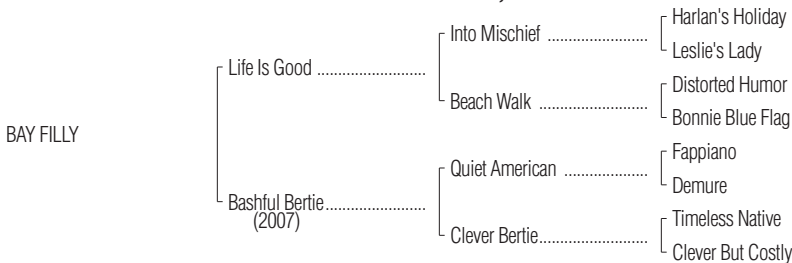 Harlan's Holiday
Into Mischief ........................
Leslie's Lady
Life Is Good ..........................
Distorted Humor
Beach Walk ..........................
Bonnie Blue Flag
BAY FILLY
Fappiano
Quiet American ....................
Demure
Bashful Bertie........................
(2007)
Timeless Native
Clever Bertie..........................
Clever But Costly